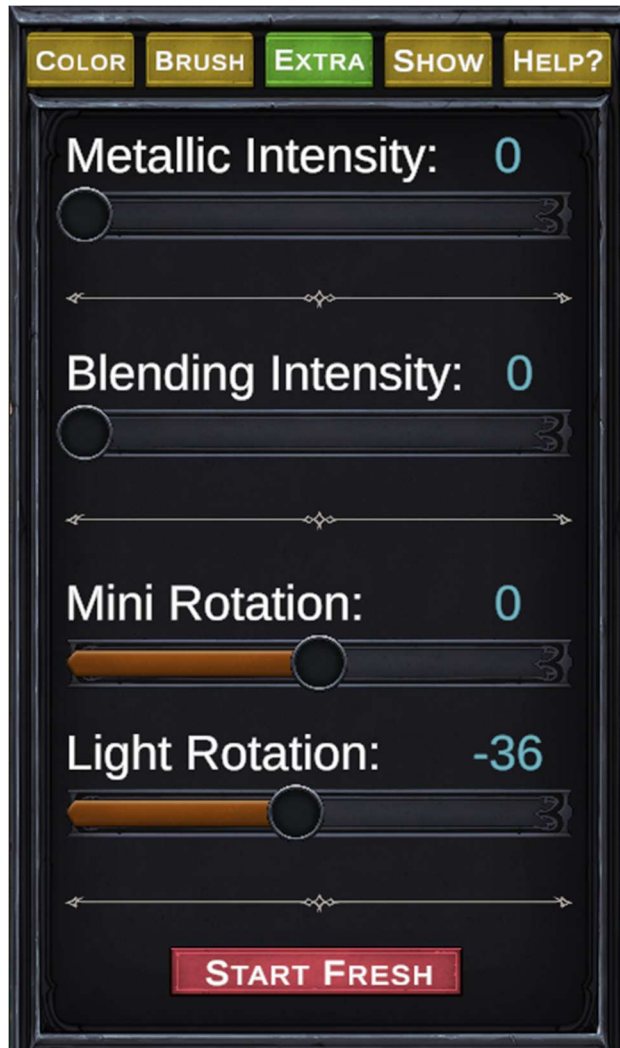 COLOR BRUSH EXTRA SHOW HELP?
Metallic Intensity: 0
Blending Intensity: 0
Mini Rotation: 0
Light Rotation: -36
START FRESH